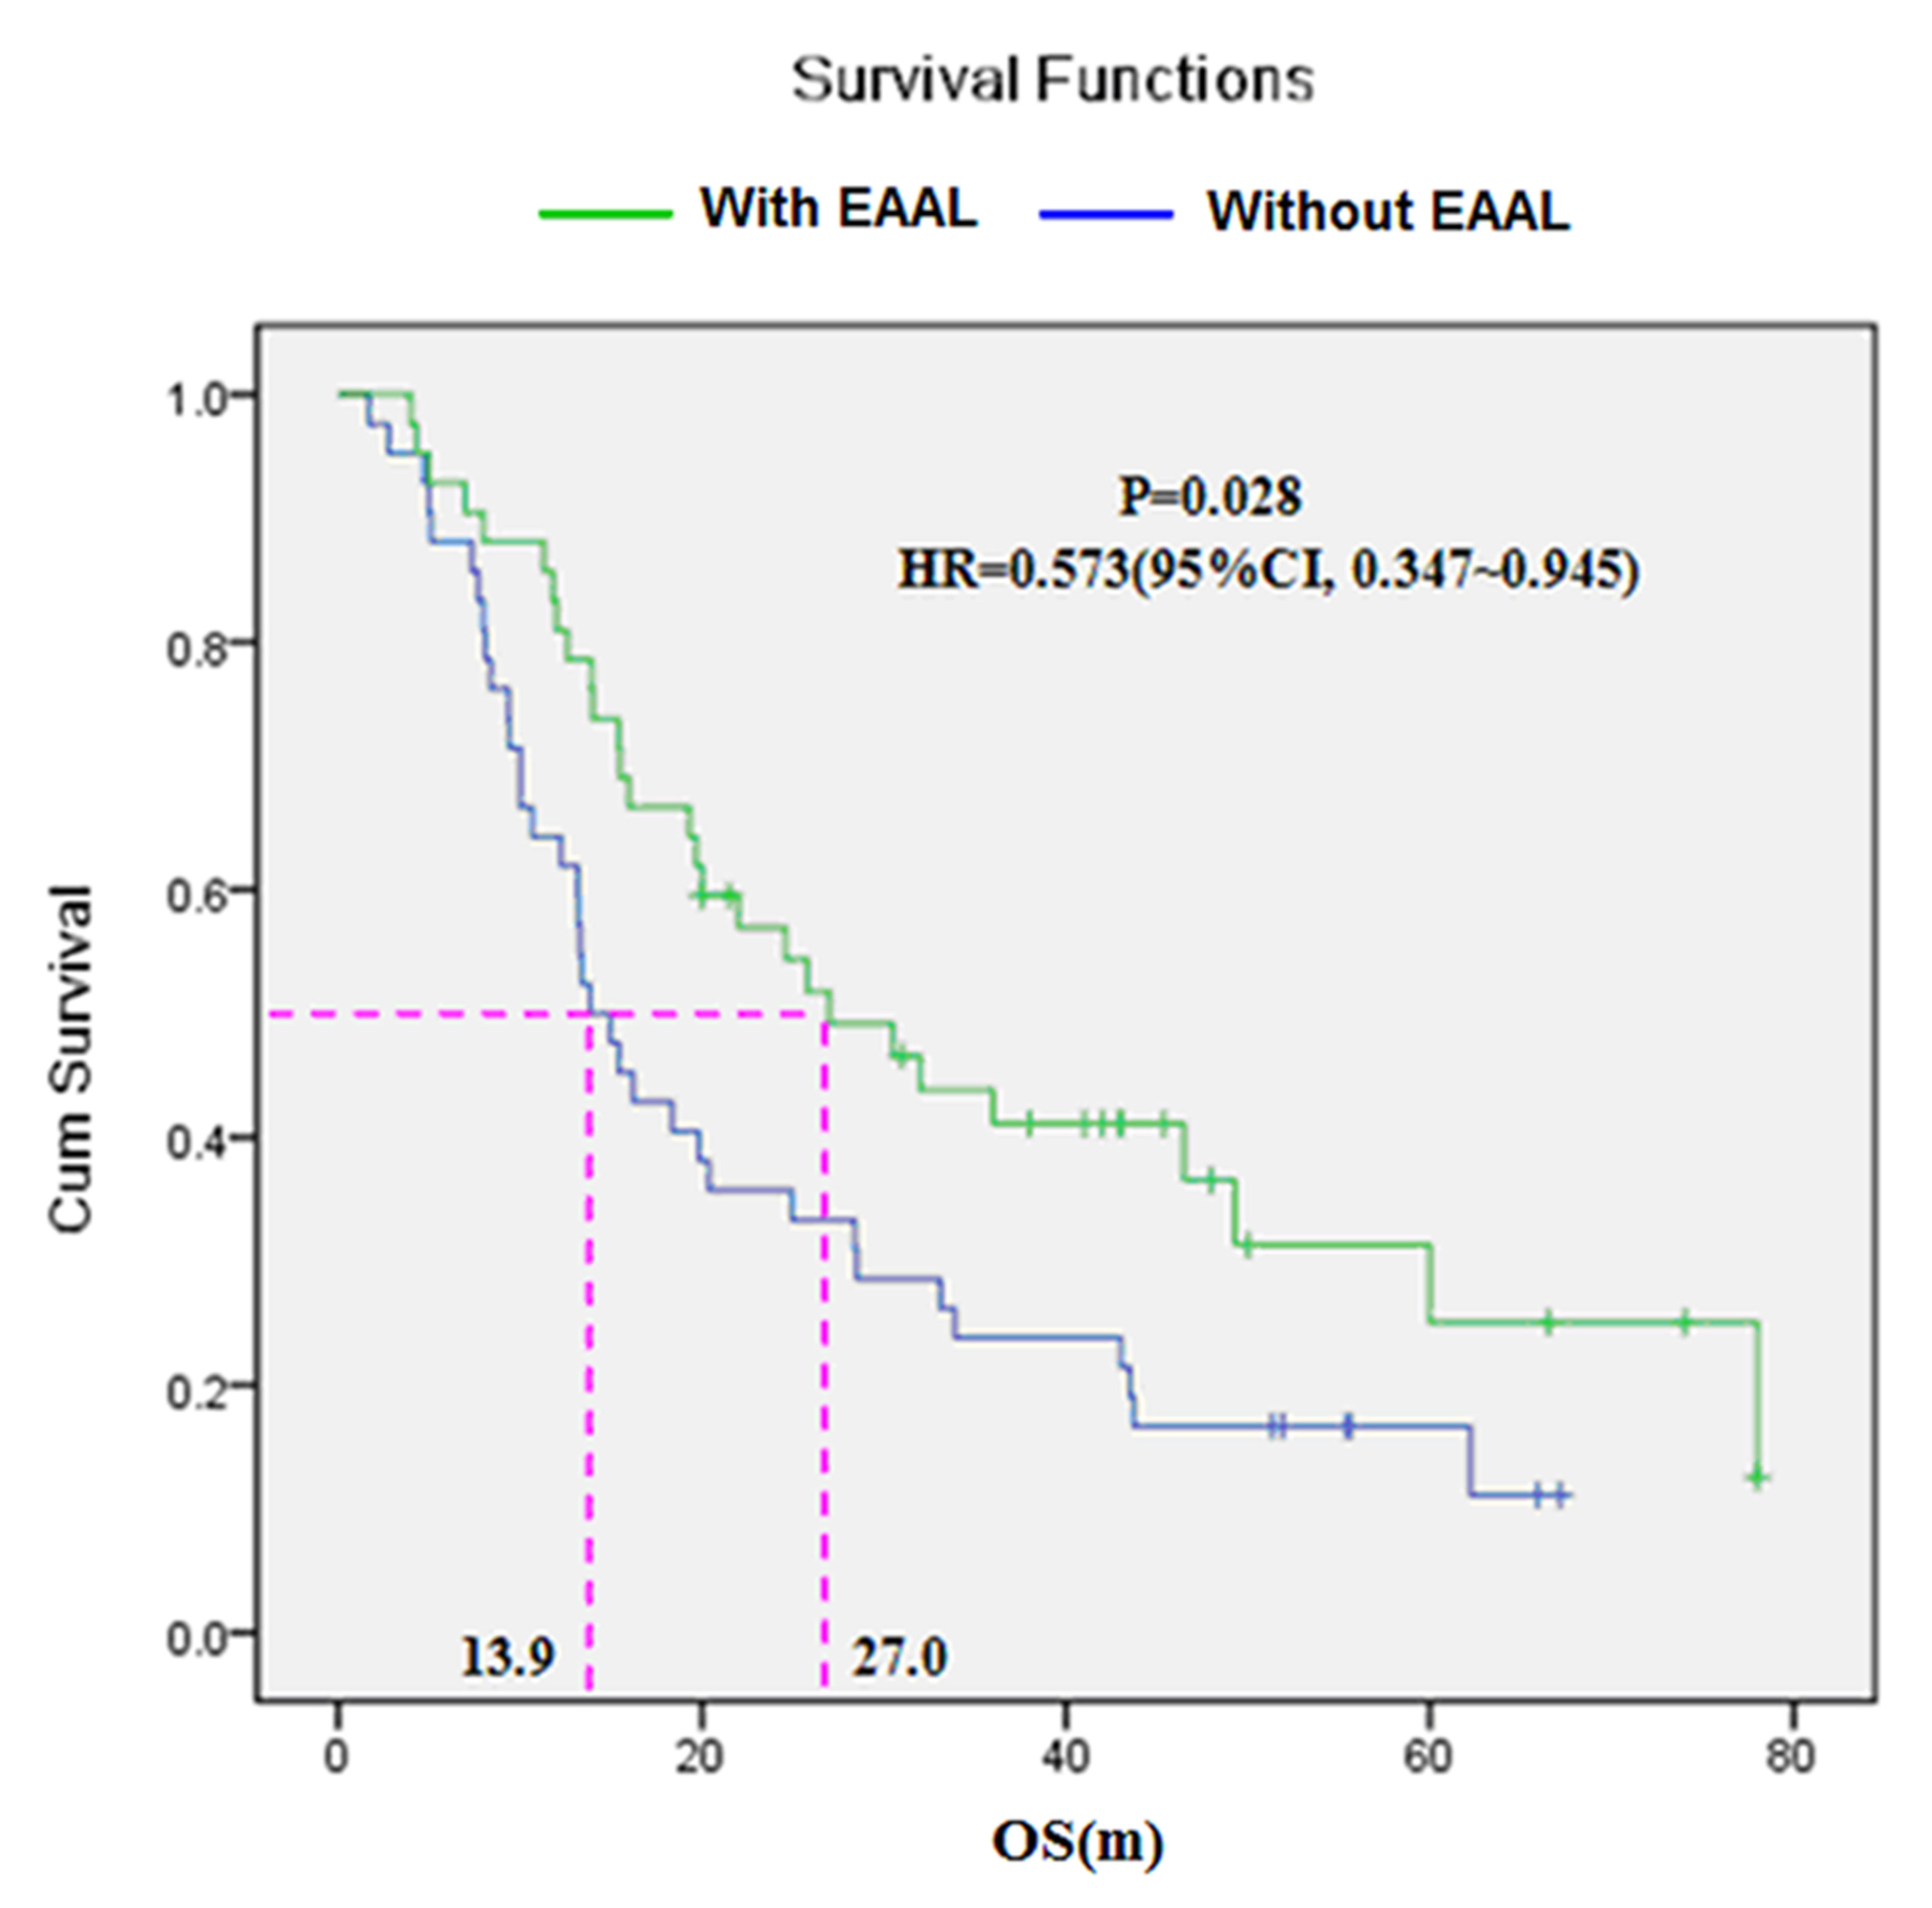 Survival Functions
With EAAL
Without EAAL
P=0.028
HR=0.573(95%CI, 0.347~0.945)
Cum Survival
1.0
0.8
0.6
0.4
0.2
0.0
13.9
27.0
0
20
40
60
80
OS(m)